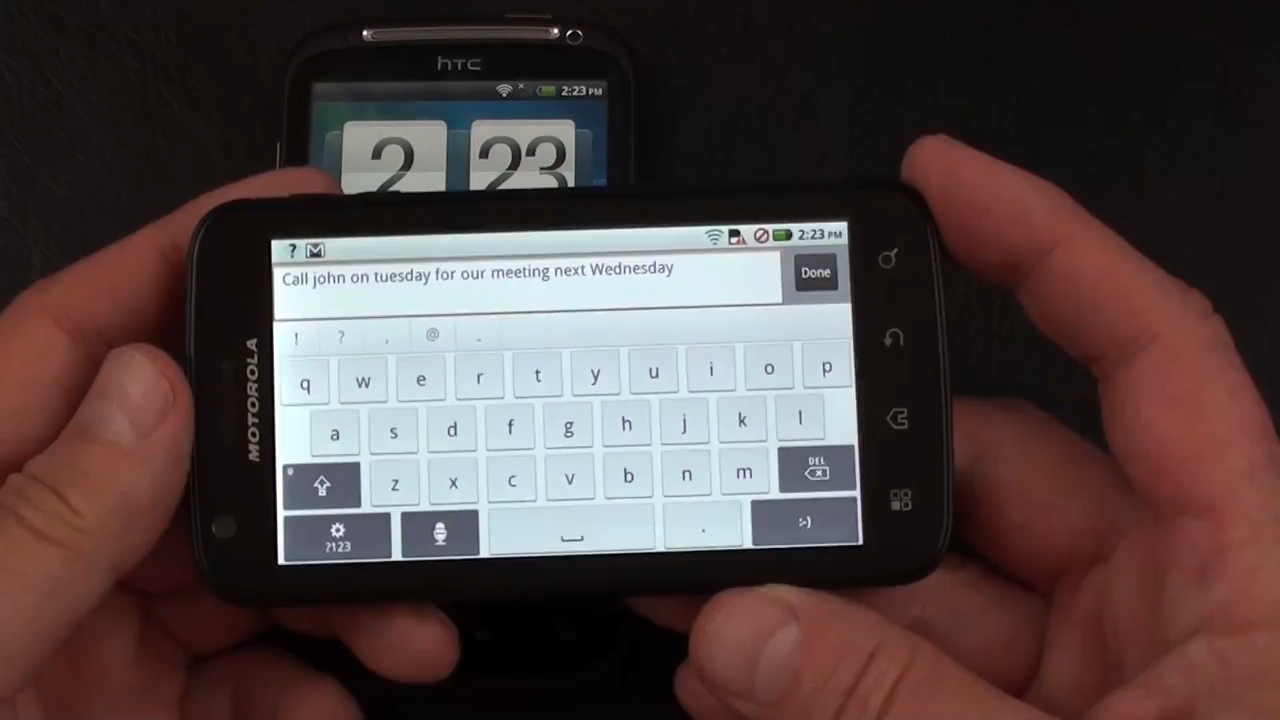 hTC
2:23 PM
2 23
MOTOROLA
? 2:23 PM
Call john on tuesday for our meeting next Wednesday
Done
! ? , @ .
q w e r t y u i o p
a s d f g h j k l
z x c v b n m DEL
?123 . :-)